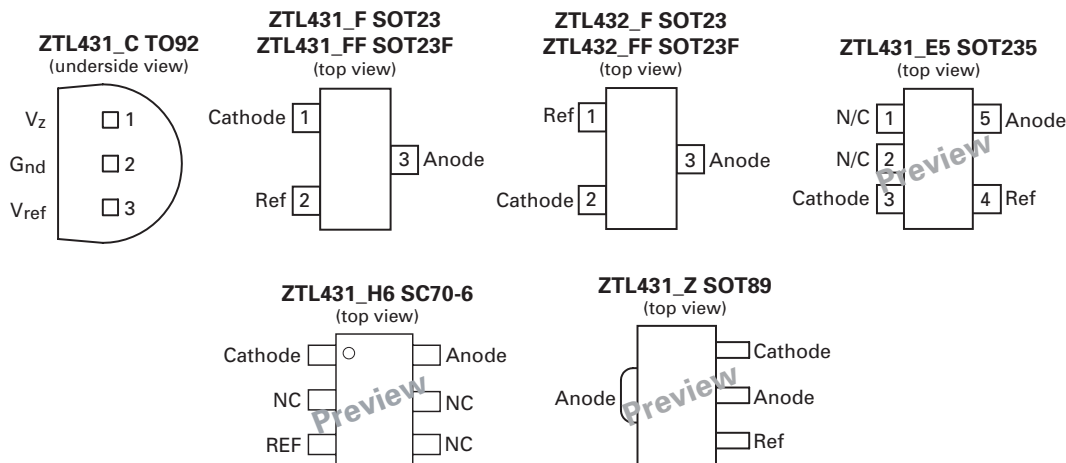 ZTL431_C TO92
(underside view)
Vz
1
Gnd
2
Vref
3
ZTL431_F SOT23
ZTL431_FF SOT23F
(top view)
Cathode 1
3 Anode
Ref 2
ZTL432_F SOT23
ZTL432_FF SOT23F
(top view)
Ref 1
3 Anode
Cathode 2
ZTL431_E5 SOT235
(top view)
N/C 1
5 Anode
N/C 2
Preview
Cathode 3
4 Ref
ZTL431_H6 SC70-6
(top view)
Cathode
Anode
NC
Preview
NC
REF
NC
ZTL431_Z SOT89
(top view)
Cathode
Anode
Preview
Anode
Ref